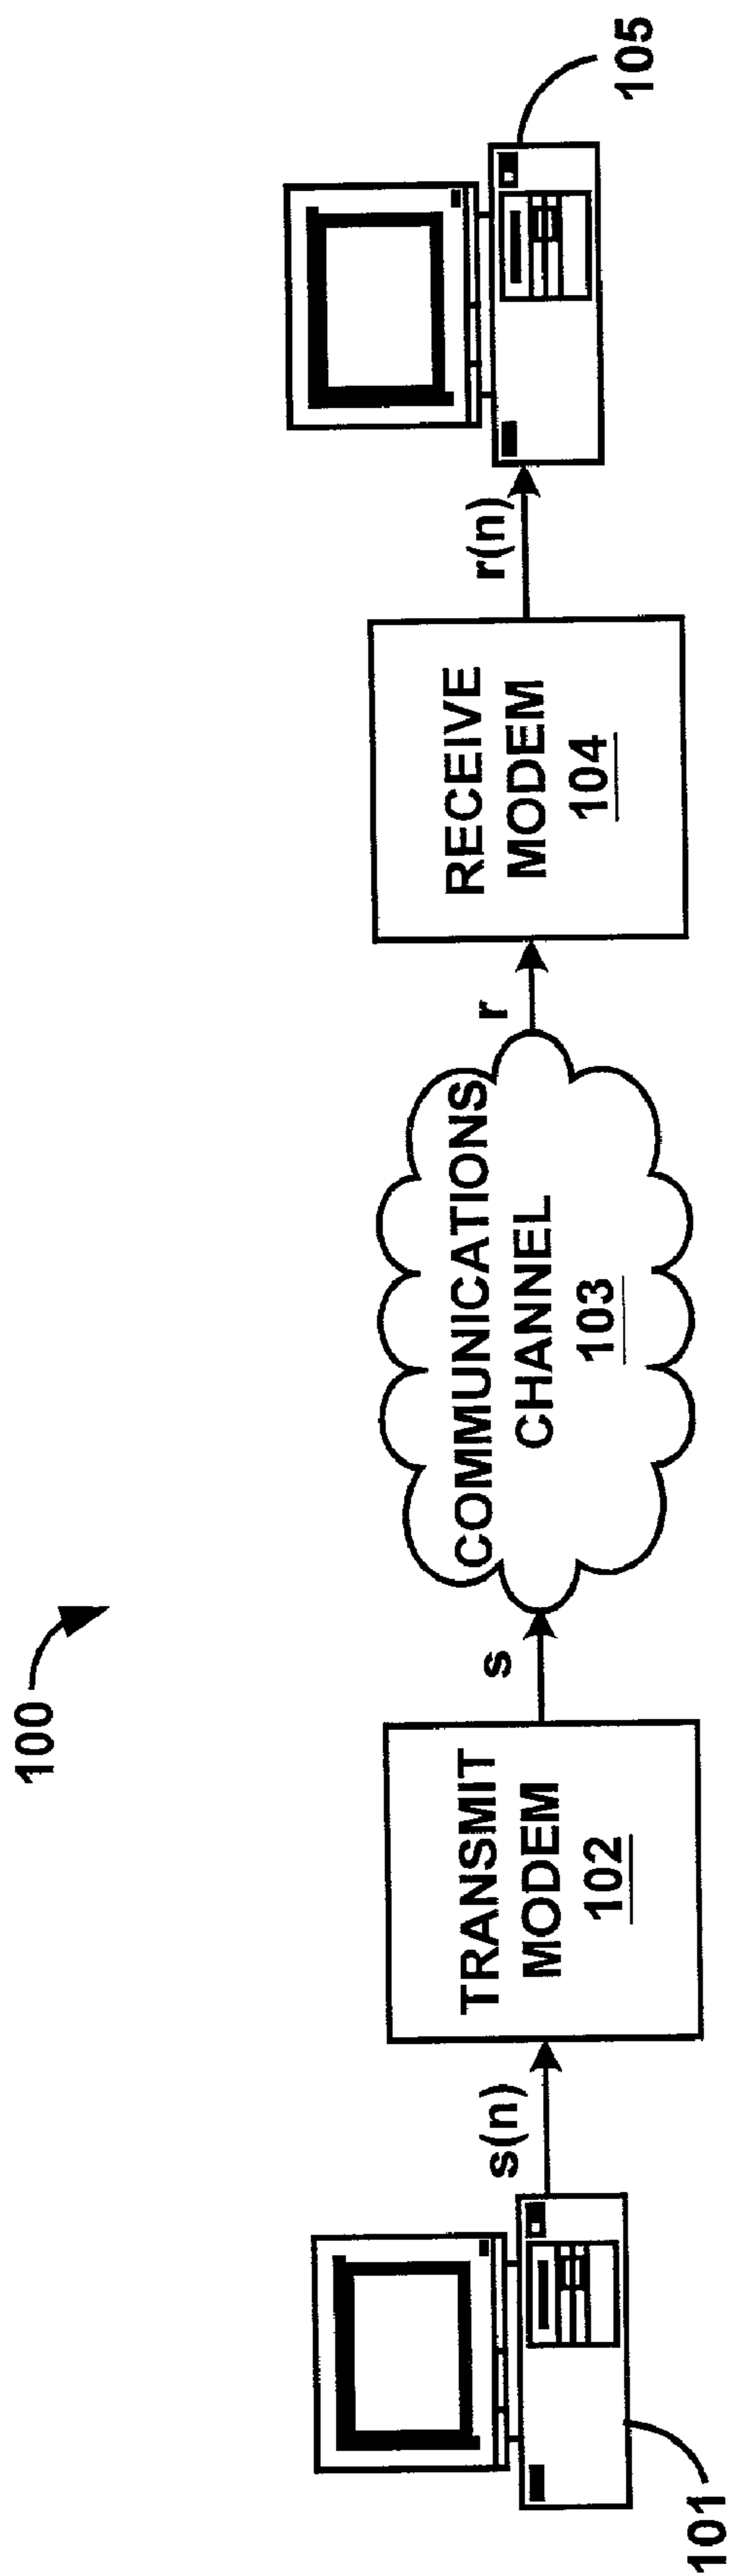 100
101
s(n)
TRANSMIT
MODEM
102
s
COMMUNICATIONS
CHANNEL
103
r
RECEIVE
MODEM
104
r(n)
105